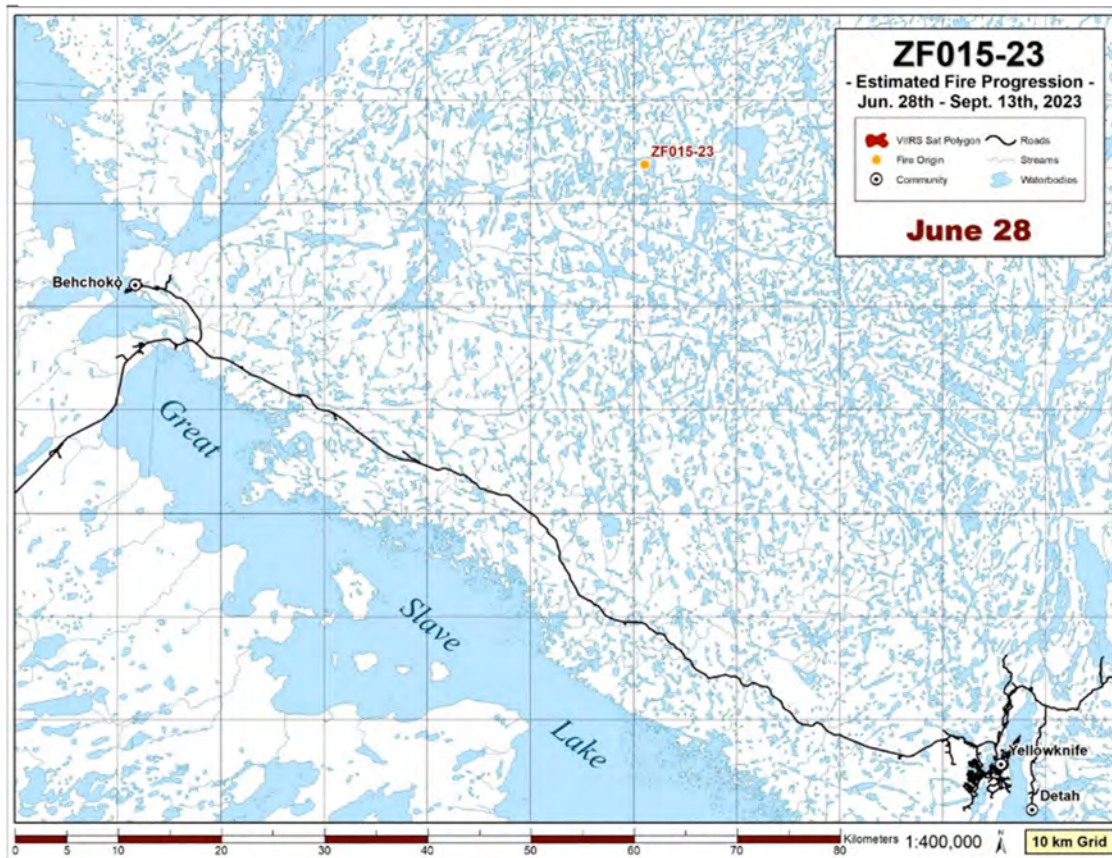 ZF015-23
- Estimated Fire Progression -
Jun. 28th - Sept. 13th, 2023
VIIRS Sat Polygon
Roads
Fire Origin
Streams
Community
Waterbodies
June 28
ZF015-23
Behchokǫ̀
Great
Slave
Lake
Yellowknife
Detah
0 5 10 20 30 40 50 60 70 80
Kilometers 1:400,000 N 10 km Grid